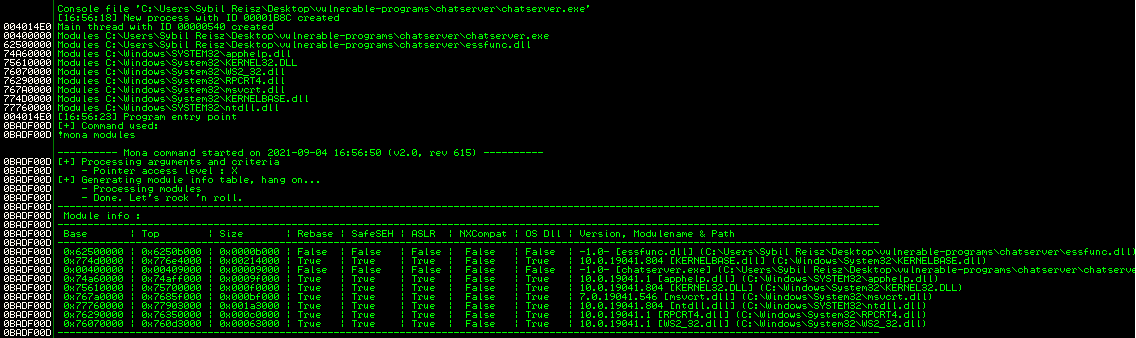 Console file 'C:\Users\Sybil Reisz\Desktop\vulnerable-programs\chatserver\chatserver.exe'
[16:56:18] New process with ID 00001B8C created
004014E0 Main thread with ID 00000540 created
00400000 Modules C:\Users\Sybil Reisz\Desktop\vulnerable-programs\chatserver\chatserver.exe
62500000 Modules C:\Users\Sybil Reisz\Desktop\vulnerable-programs\chatserver\essfunc.dll
74A60000 Modules C:\Windows\SYSTEM32\apphelp.dll
75610000 Modules C:\Windows\System32\KERNEL32.DLL
76070000 Modules C:\Windows\System32\WS2_32.dll
76290000 Modules C:\Windows\System32\RPCRT4.dll
767A0000 Modules C:\Windows\System32\msvcrt.dll
774D0000 Modules C:\Windows\System32\KERNELBASE.dll
77760000 Modules C:\Windows\SYSTEM32\ntdll.dll
004014E0 [16:56:23] Program entry point
0BADF00D [+] Command used:
0BADF00D !mona modules
---------- Mona command started on 2021-09-04 16:56:50 (v2.0, rev 615) ----------
0BADF00D [+] Processing arguments and criteria
0BADF00D - Pointer access level : X
0BADF00D [+] Generating module info table, hang on...
0BADF00D - Processing modules
0BADF00D - Done. Let's rock 'n roll.
0BADF00D ----------------------------------------------------------------------
0BADF00D Module info :
0BADF00D ----------------------------------------------------------------------
0BADF00D Base | Top | Size | Rebase | SafeSEH | ASLR | NXCompat | OS Dll | Version, Modulename & Path
0BADF00D ----------------------------------------------------------------------
0BADF00D 0x62500000 | 0x6250b000 | 0x0000b000 | False | False | False | False | False | -1.0- [essfunc.dll] (C:\Users\Sybil Reisz\Desktop\vulnerable-programs\chatserver\essfunc.dll)
0BADF00D 0x774d0000 | 0x776e4000 | 0x00214000 | True | True | True | False | True | 10.0.19041.804 [KERNELBASE.dll] (C:\Windows\System32\KERNELBASE.dll)
0BADF00D 0x00400000 | 0x00409000 | 0x00009000 | False | False | False | False | False | -1.0- [chatserver.exe] (C:\Users\Sybil Reisz\Desktop\vulnerable-programs\chatserver\chatserve
0BADF00D 0x74a60000 | 0x74aff000 | 0x0009f000 | True | True | True | False | True | 10.0.19041.1 [apphelp.dll] (C:\Windows\SYSTEM32\apphelp.dll)
0BADF00D 0x75610000 | 0x75700000 | 0x000f0000 | True | True | True | False | True | 10.0.19041.804 [KERNEL32.DLL] (C:\Windows\System32\KERNEL32.DLL)
0BADF00D 0x767a0000 | 0x7685f000 | 0x000bf000 | True | True | True | False | True | 7.0.19041.546 [msvcrt.dll] (C:\Windows\System32\msvcrt.dll)
0BADF00D 0x77760000 | 0x77903000 | 0x001a3000 | True | True | True | False | True | 10.0.19041.804 [ntdll.dll] (C:\Windows\SYSTEM32\ntdll.dll)
0BADF00D 0x76290000 | 0x76350000 | 0x000c0000 | True | True | True | False | True | 10.0.19041.1 [RPCRT4.dll] (C:\Windows\System32\RPCRT4.dll)
0BADF00D 0x76070000 | 0x760d3000 | 0x00063000 | True | True | True | False | True | 10.0.19041.1 [WS2_32.dll] (C:\Windows\System32\WS2_32.dll)
0BADF00D ----------------------------------------------------------------------